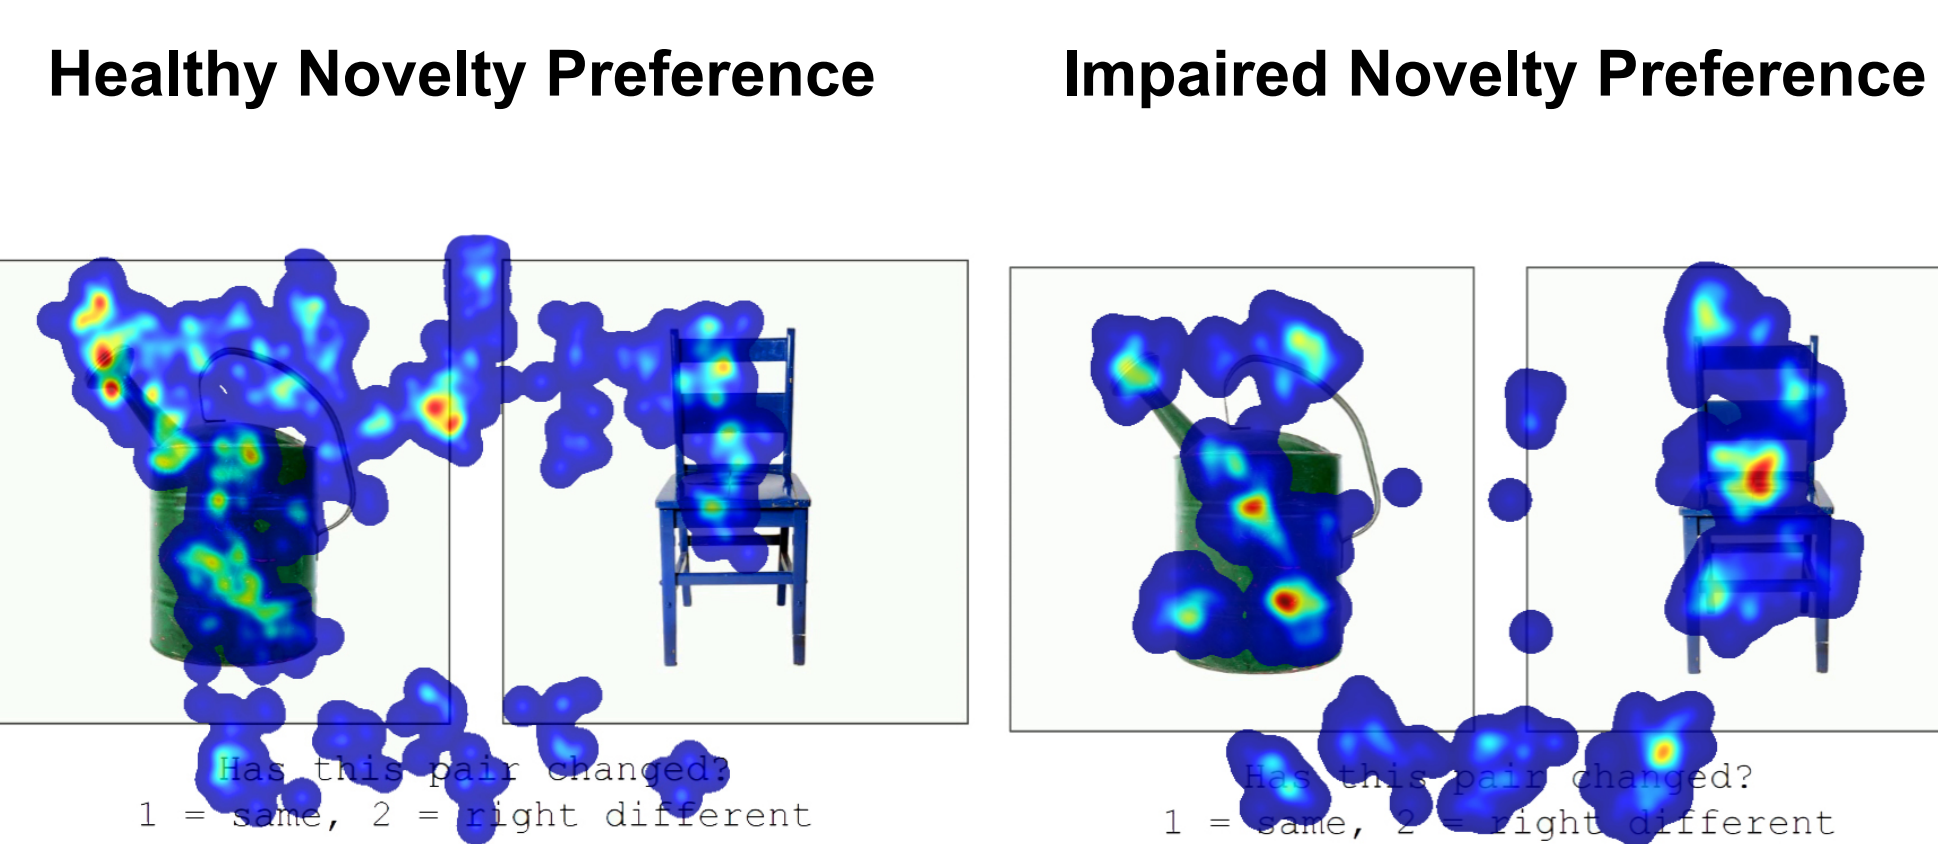 Healthy Novelty Preference
Impaired Novelty Preference
Has this pair changed?
1 = same, 2 = right different
Has this pair changed?
1 = same, 2 = right different